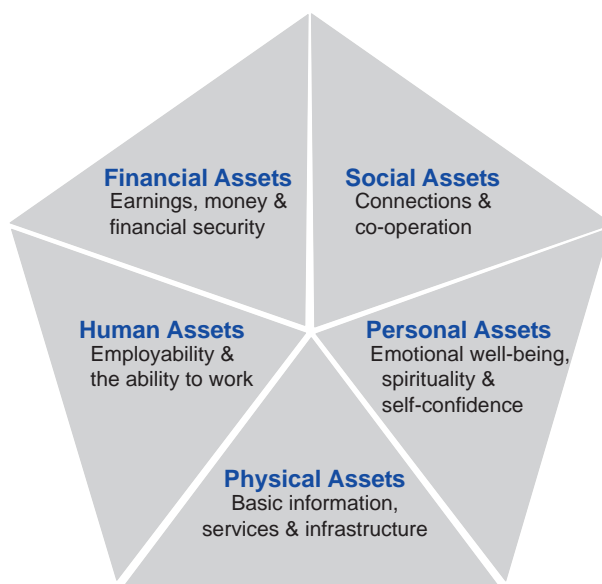 Financial Assets
Earnings, money &
financial security
Social Assets
Connections &
co-operation
Human Assets
Employability &
the ability to work
Personal Assets
Emotional well-being,
spirituality &
self-confidence
Physical Assets
Basic information,
services & infrastructure